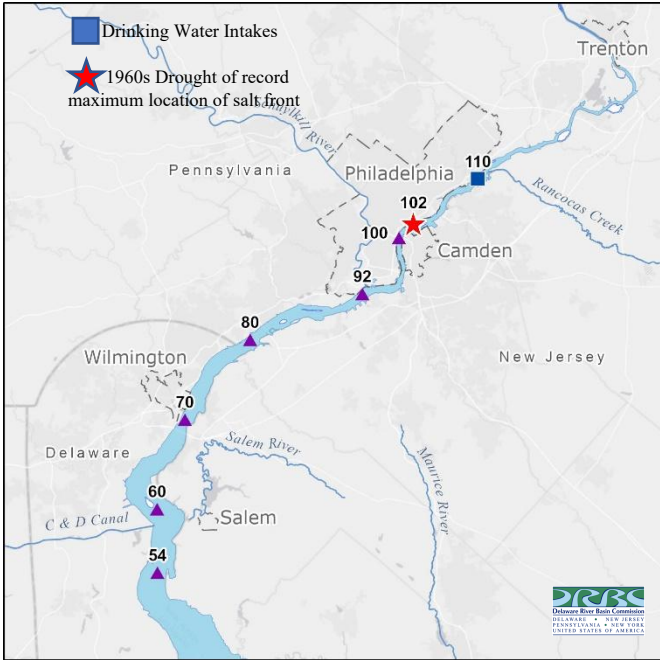 Drinking Water Intakes
1960s Drought of record
maximum location of salt front
Trenton
Schuylkill River
Pennsylvania
Philadelphia
110
Rancocas Creek
102
100
Camden
92
80
New Jersey
Wilmington
70
Delaware
Salem River
Maurice River
60
C & D Canal
Salem
54
DRBC
Delaware River Basin Commission
DELAWARE • NEW JERSEY
PENNSYLVANIA • NEW YORK
UNITED STATES OF AMERICA